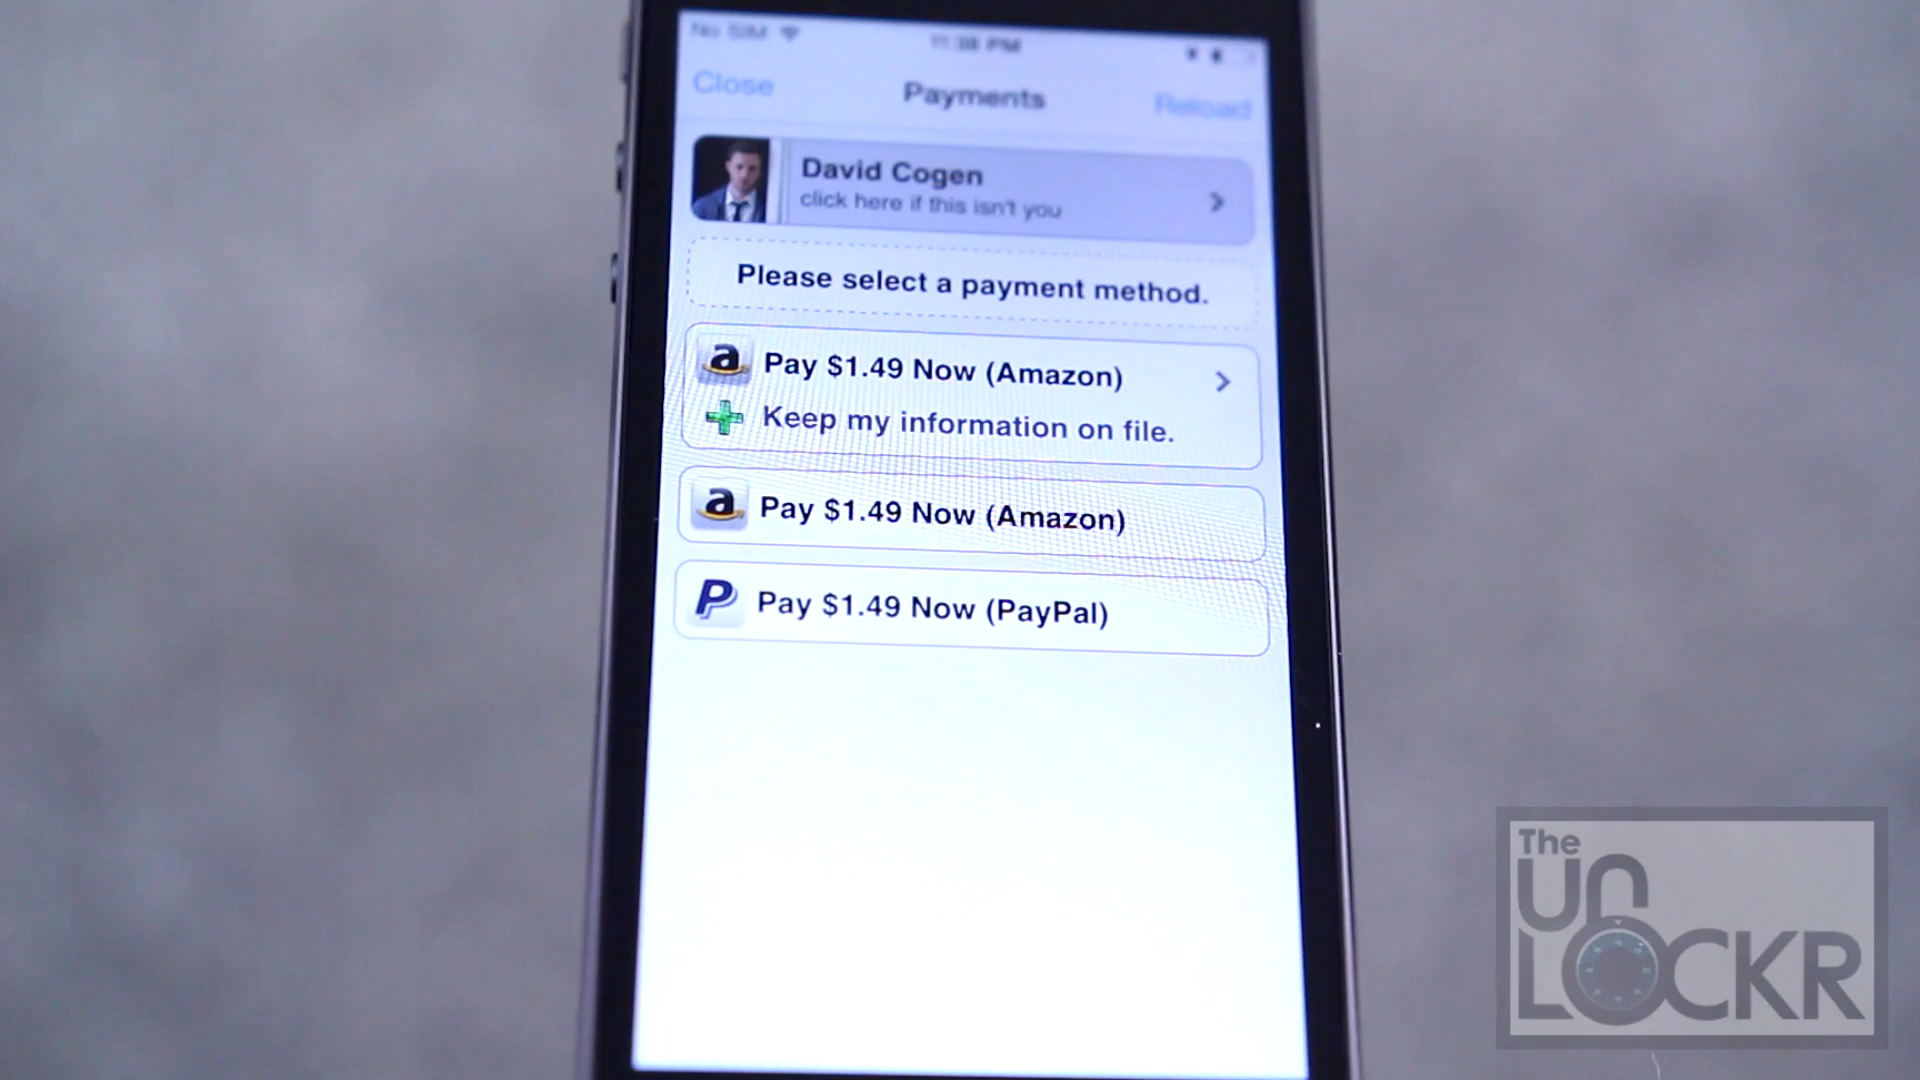 No SIM
11:38 PM
Close
Payments
Reload
David Cogen
click here if this isn't you
Please select a payment method.
a Pay $1.49 Now (Amazon)
Keep my information on file.
a Pay $1.49 Now (Amazon)
P Pay $1.49 Now (PayPal)
The
UnLOCKR